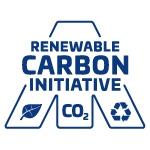 RENEWABLE
CARBON
INITIATIVE
CO₂